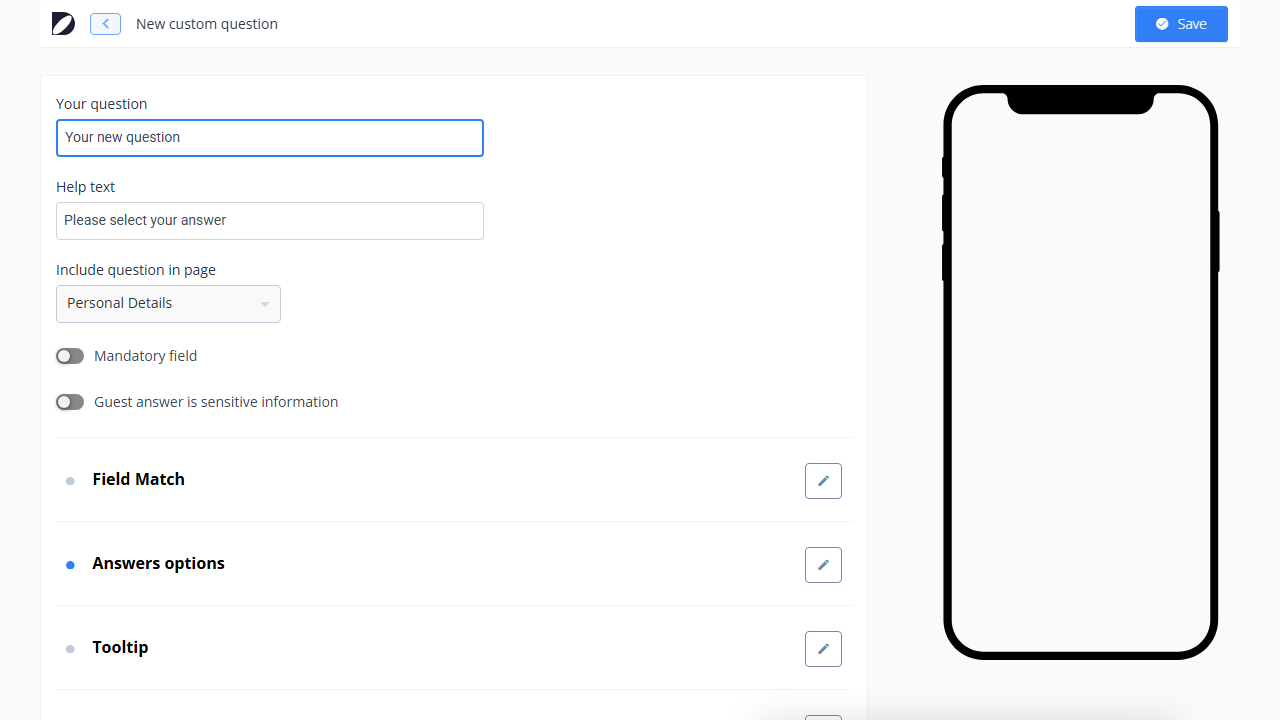 New custom question
Save
Your question
Your new question
Help text
Please select your answer
Include question in page
Personal Details
Mandatory field
Guest answer is sensitive information
Field Match
Answers options
Tooltip